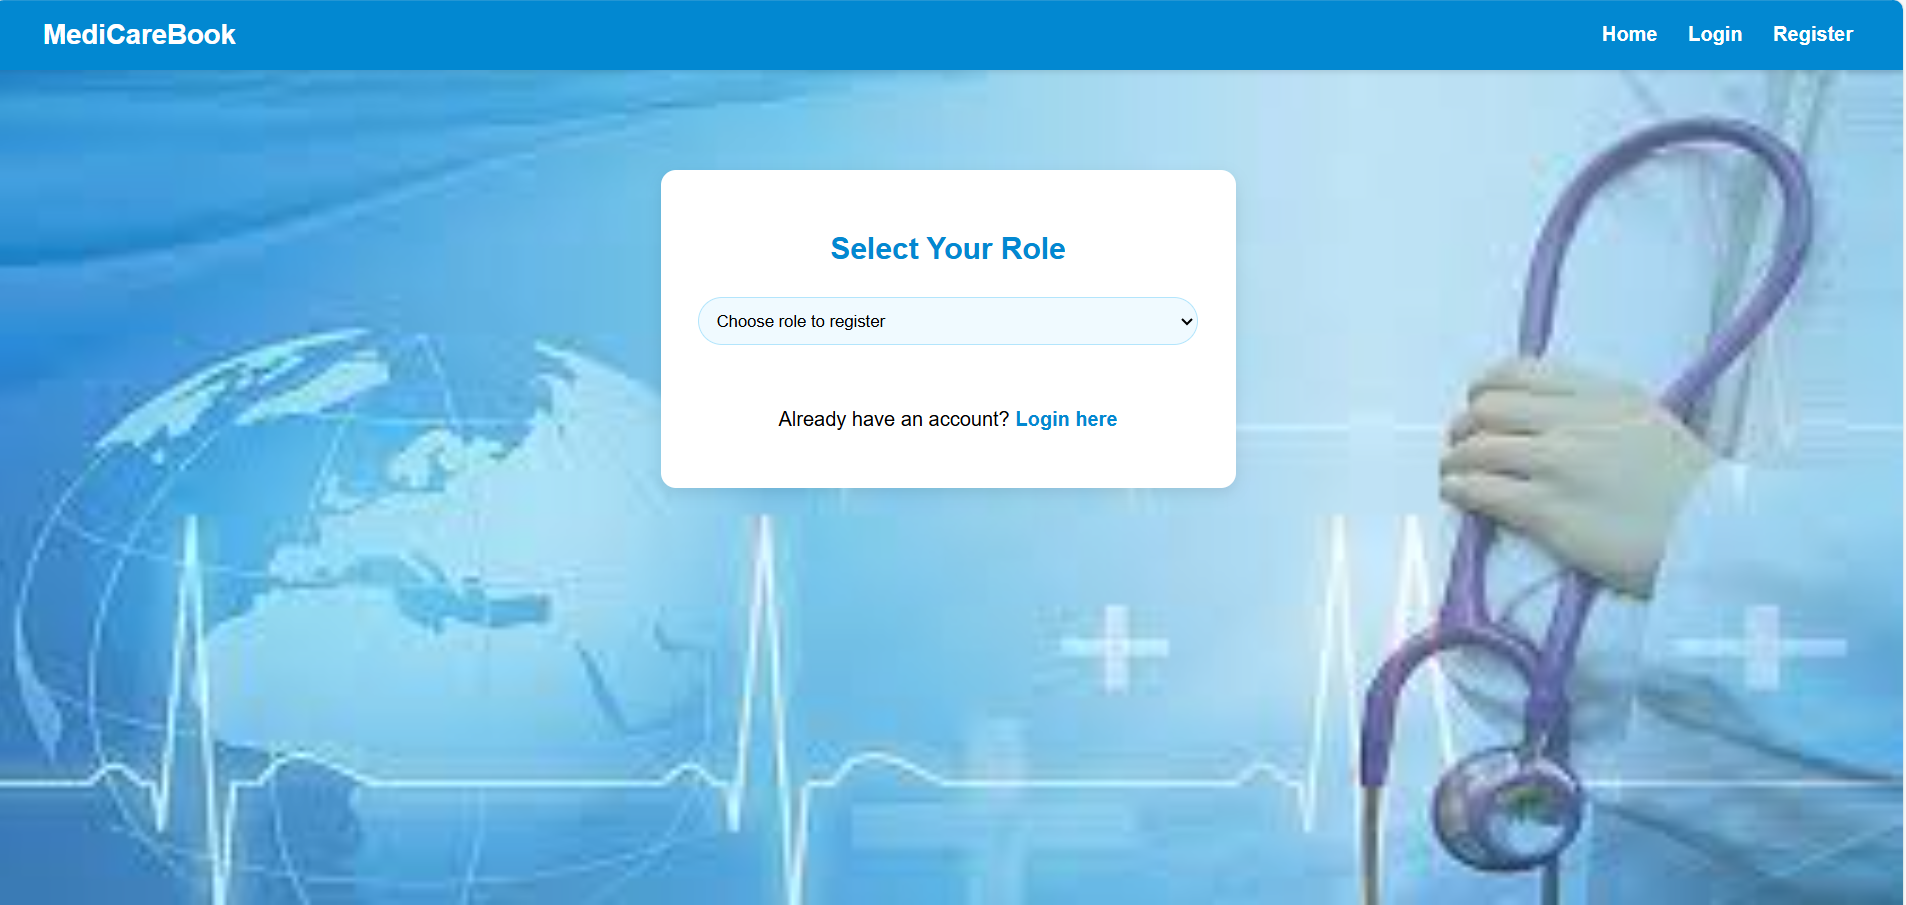 MediCareBook
Home Login Register
Select Your Role
Choose role to register
Already have an account? Login here